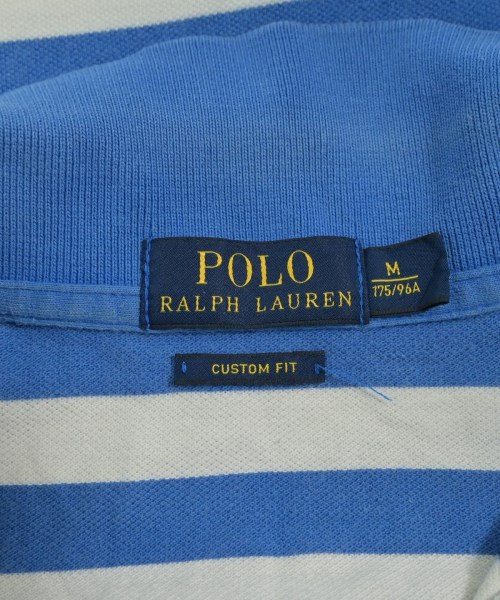 POLO
RALPH LAUREN
M
175/96A
CUSTOM FIT